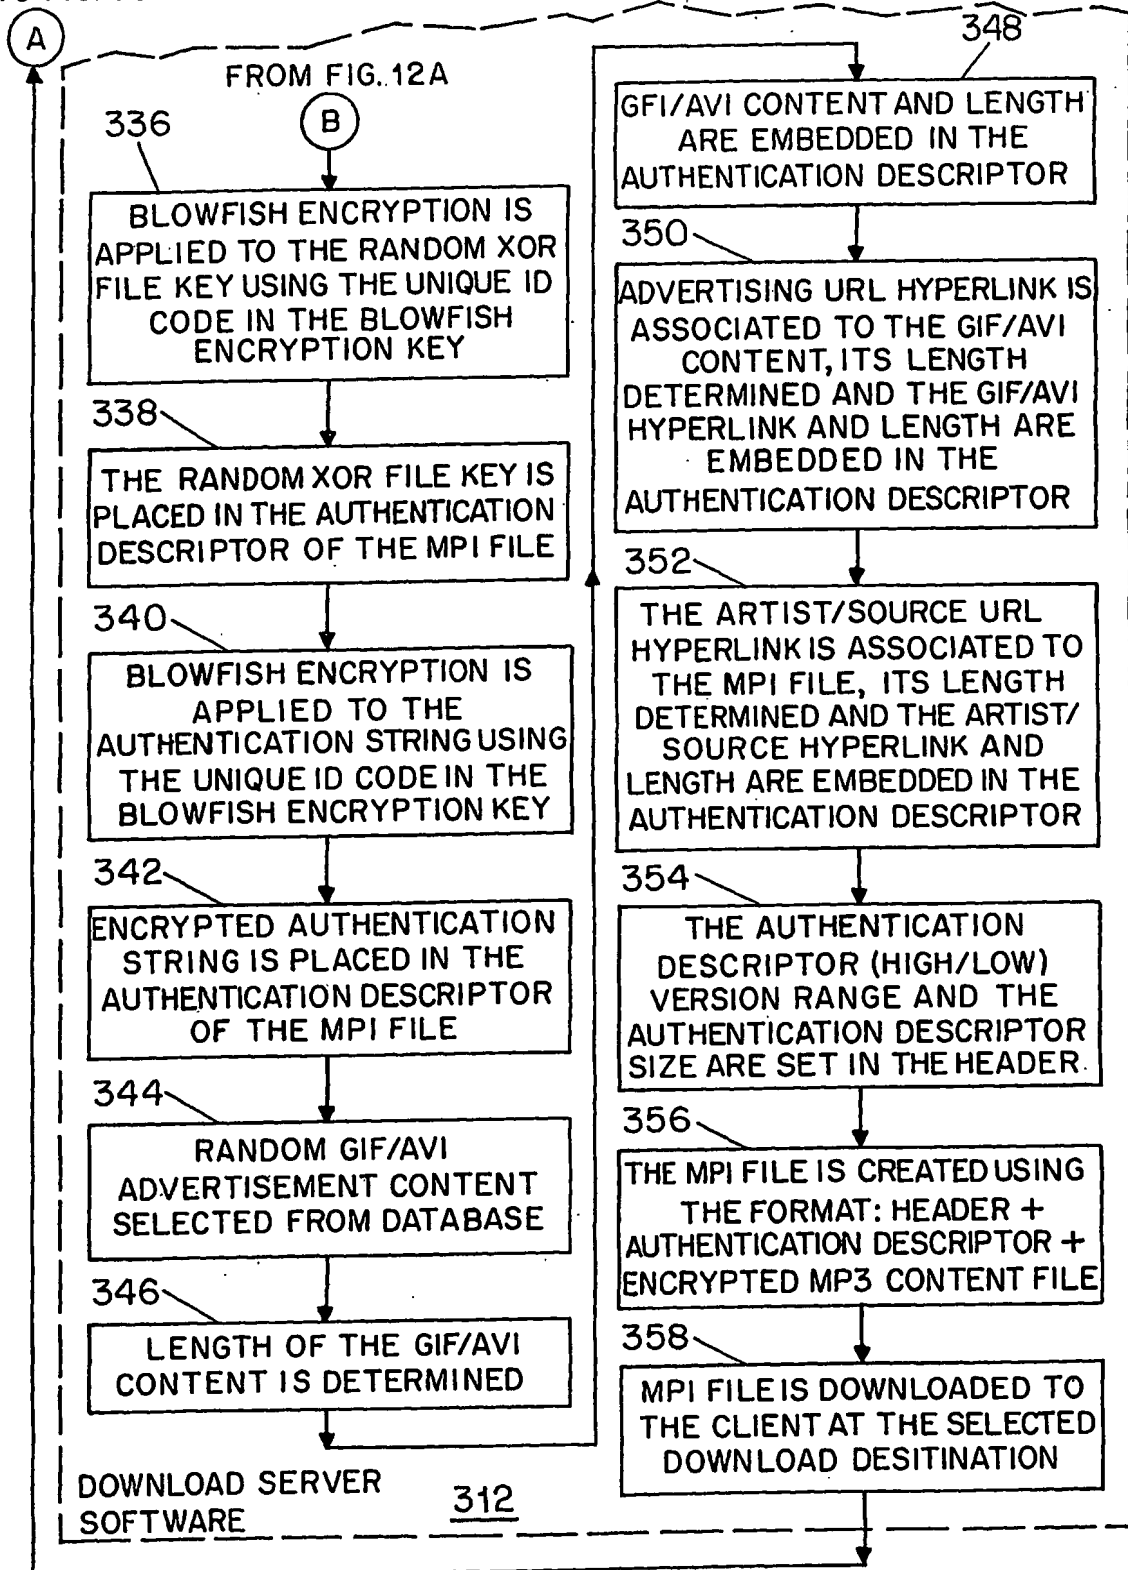 A
FROM FIG. 12A
B
336
BLOWFISH ENCRYPTION IS
APPLIED TO THE RANDOM XOR
FILE KEY USING THE UNIQUE ID
CODE IN THE BLOWFISH
ENCRYPTION KEY
338
THE RANDOM XOR FILE KEY IS
PLACED IN THE AUTHENTICATION
DESCRIPTOR OF THE MPI FILE
340
BLOWFISH ENCRYPTION IS
APPLIED TO THE
AUTHENTICATION STRING USING
THE UNIQUE ID CODE IN THE
BLOWFISH ENCRYPTION KEY
342
ENCRYPTED AUTHENTICATION
STRING IS PLACED IN THE
AUTHENTICATION DESCRIPTOR
OF THE MPI FILE
344
RANDOM GIF/AVI
ADVERTISEMENT CONTENT
SELECTED FROM DATABASE
346
LENGTH OF THE GIF/AVI
CONTENT IS DETERMINED
348
GFI/AVI CONTENT AND LENGTH
ARE EMBEDDED IN THE
AUTHENTICATION DESCRIPTOR
350
ADVERTISING URL HYPERLINK IS
ASSOCIATED TO THE GIF/AVI
CONTENT, ITS LENGTH
DETERMINED AND THE GIF/AVI
HYPERLINK AND LENGTH ARE
EMBEDDED IN THE
AUTHENTICATION DESCRIPTOR
352
THE ARTIST/SOURCE URL
HYPERLINK IS ASSOCIATED TO
THE MPI FILE, ITS LENGTH
DETERMINED AND THE ARTIST/
SOURCE HYPERLINK AND
LENGTH ARE EMBEDDED IN THE
AUTHENTICATION DESCRIPTOR
354
THE AUTHENTICATION
DESCRIPTOR (HIGH/LOW)
VERSION RANGE AND THE
AUTHENTICATION DESCRIPTOR
SIZE ARE SET IN THE HEADER.
356
THE MPI FILE IS CREATED USING
THE FORMAT: HEADER +
AUTHENTICATION DESCRIPTOR +
ENCRYPTED MP3 CONTENT FILE
358
MPI FILE IS DOWNLOADED TO
THE CLIENT AT THE SELECTED
DOWNLOAD DESITINATION
DOWNLOAD SERVER
SOFTWARE
312